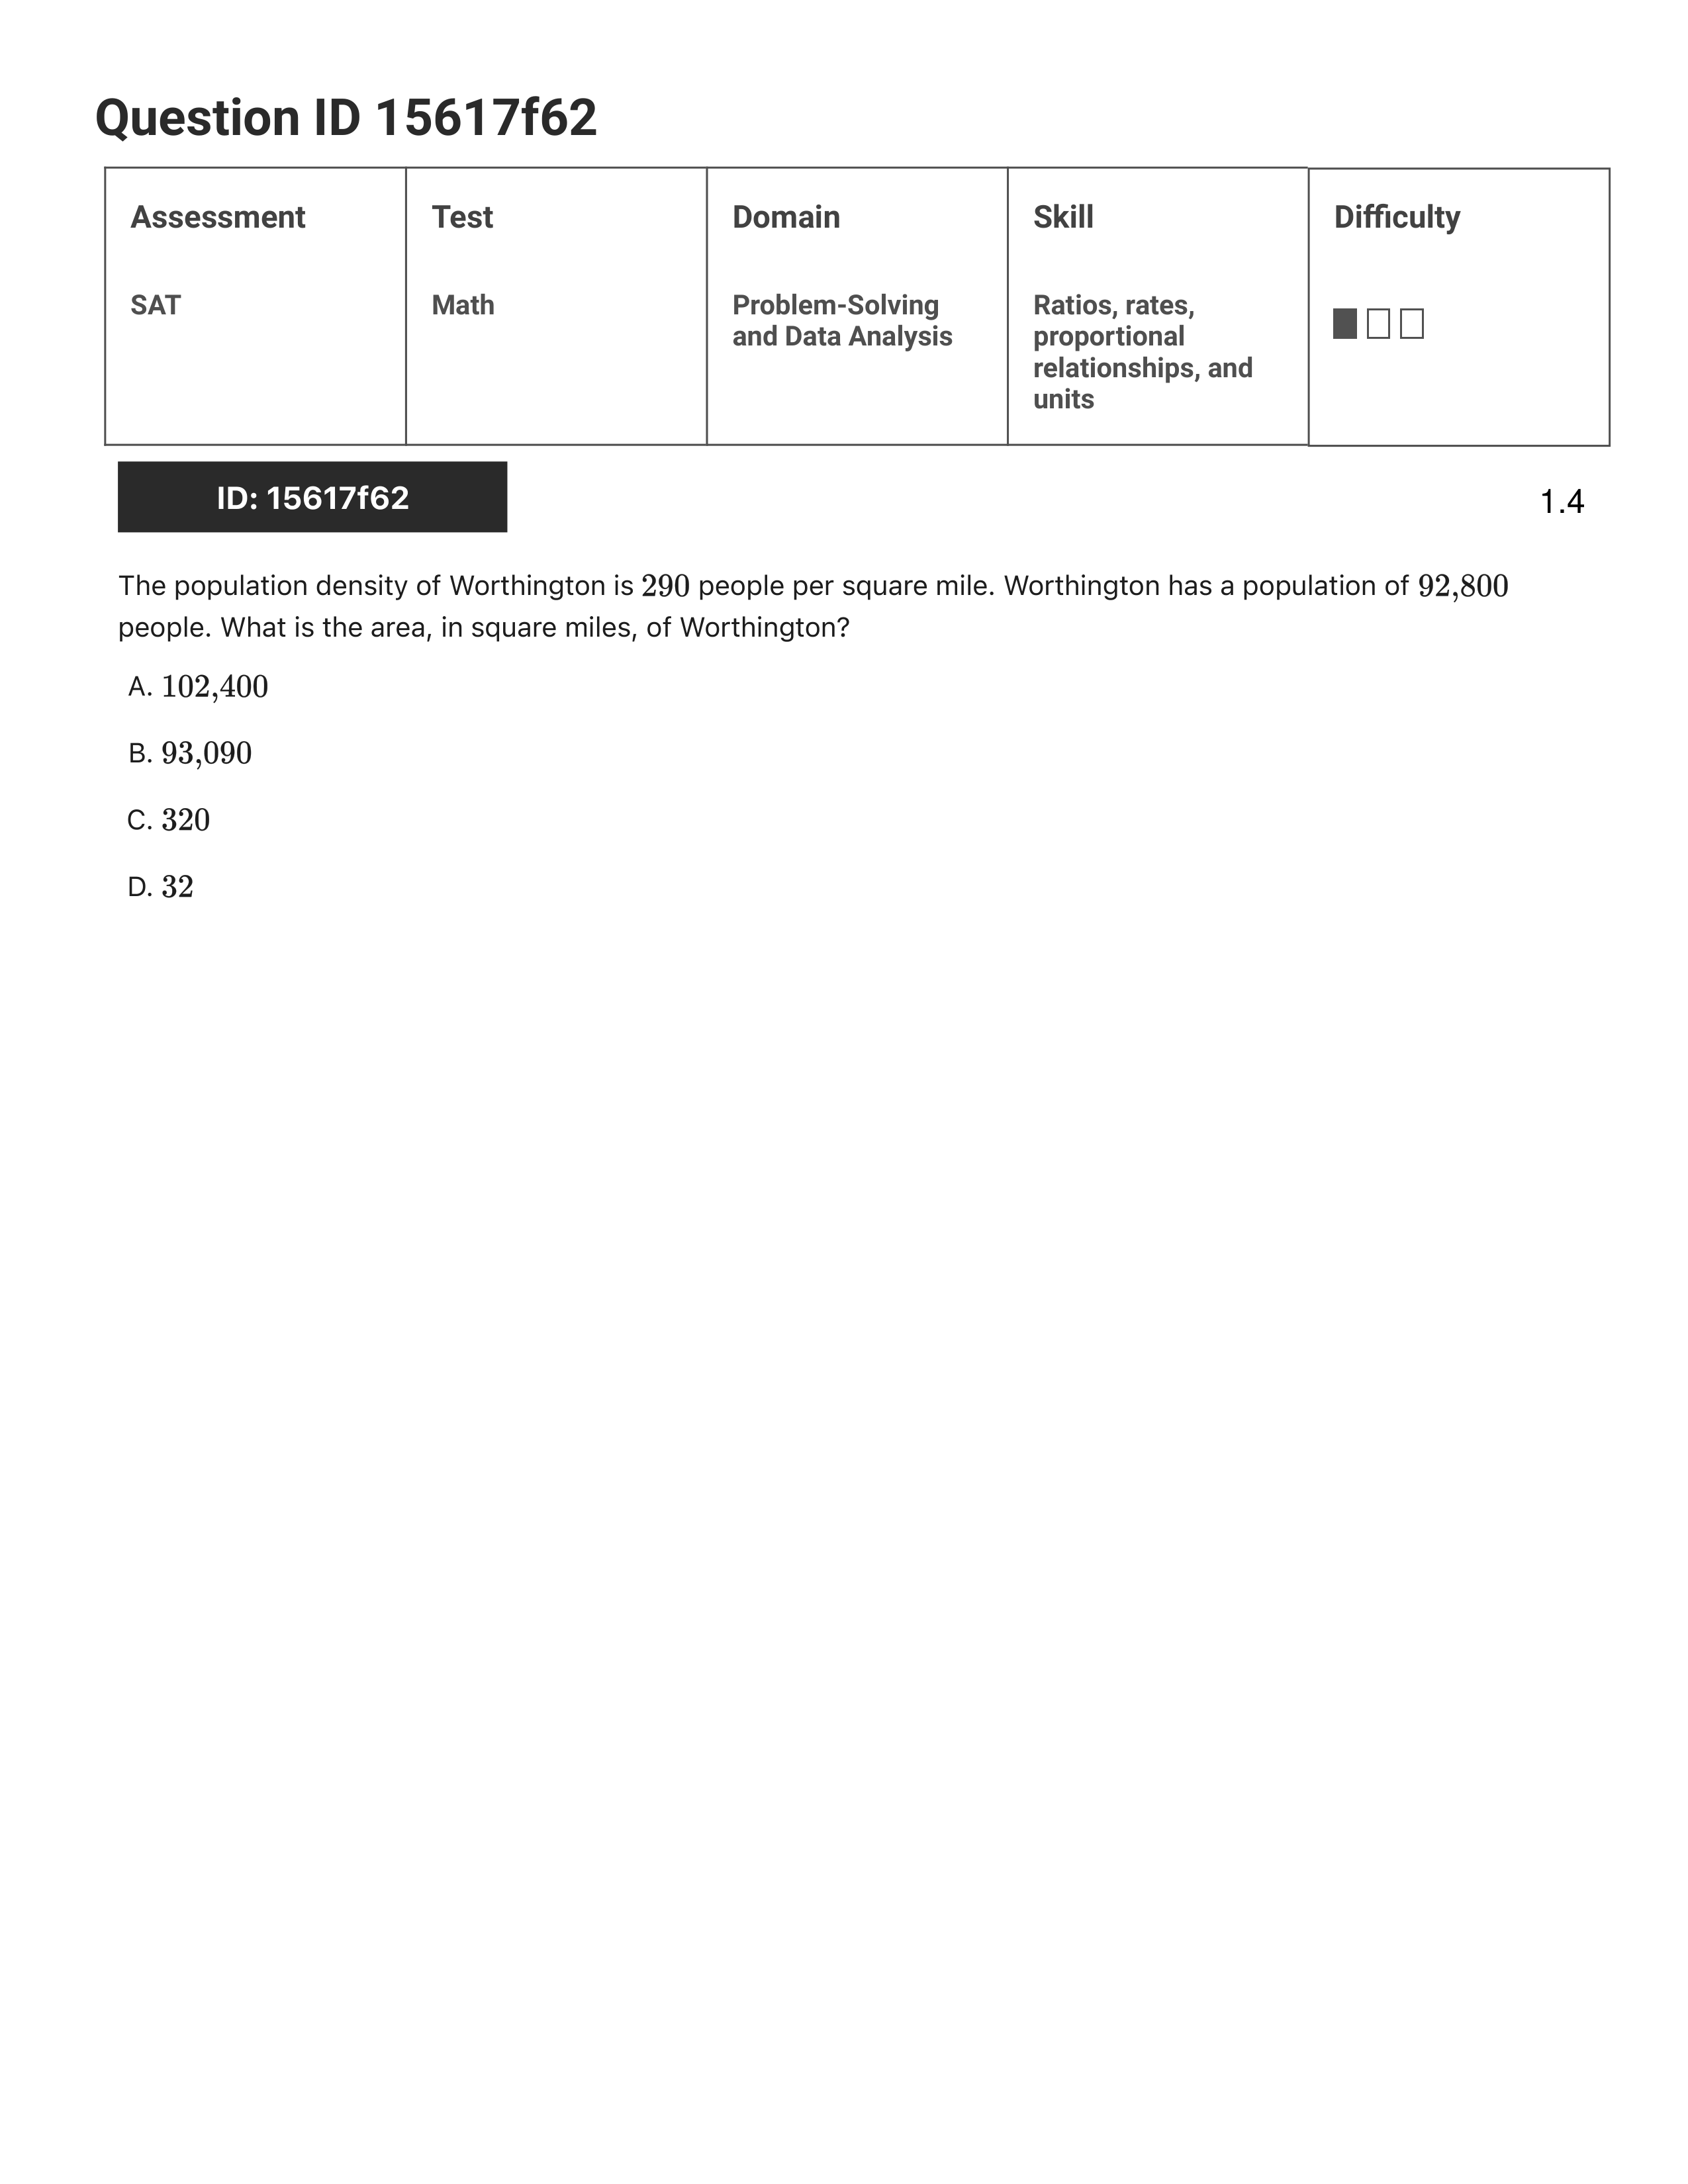 Question ID 15617f62
Assessment
Test
Domain
Skill
Difficulty
SAT
Math
Problem-Solving
and Data Analysis
Ratios, rates,
proportional
relationships, and
units
ID: 15617f62
1.4
The population density of Worthington is 290 people per square mile. Worthington has a population of 92,800
people. What is the area, in square miles, of Worthington?
A. 102,400
B. 93,090
C. 320
D. 32